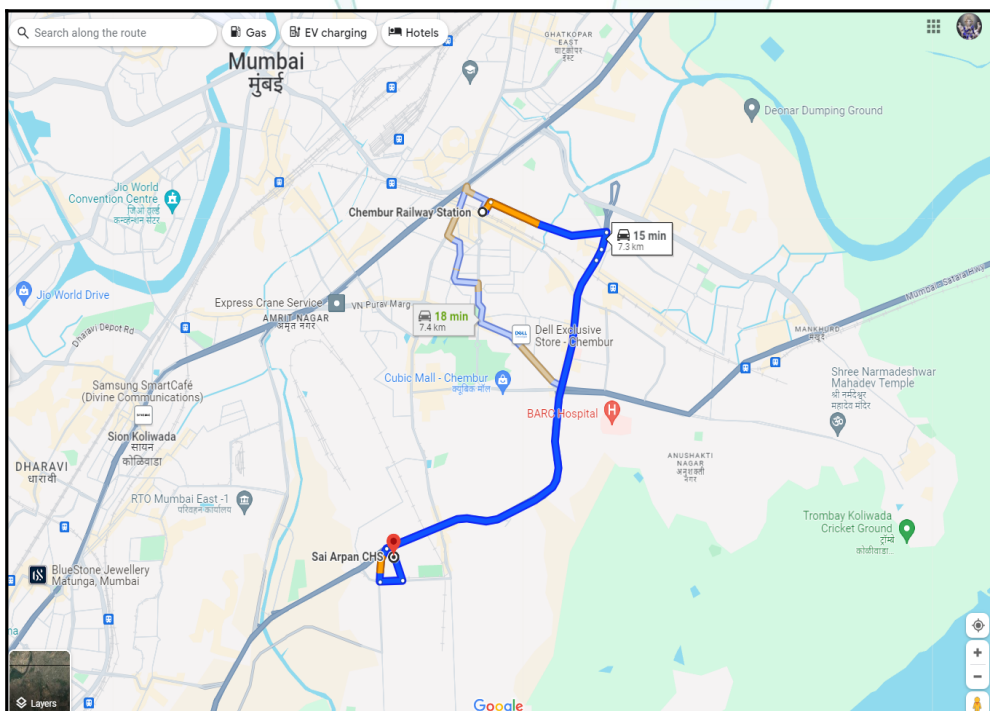 Search along the route
Gas
EV charging
Hotels
Mumbai
मुंबई
GHATKOPAR
EAST
घाटकोपर
ईस्ट
Deonar Dumping Ground
Jio World
Convention Centre
Chembur Railway Station
15 min
7.3 km
Jio World Drive
Dharavi Depot Rd
Express Crane Service
VN Purav Marg
AMRIT NAGAR
अमृत नगर
18 min
7.4 km
DELL
Dell Exclusive
Store - Chembur
MANKHURD
Cubic Mall - Chembur
क्युबिक मॉल
Shree Narmadeshwar
Mahadev Temple
श्री नर्मदेश्वर
महादेव मंदिर
Samsung SmartCafé
(Divine Communications)
Sion Koliwada
सायन
कोळिवाडा
BARC Hospital
H
DHARAVI
धारावी
ANUSHAKTI
NAGAR
अनुशक्ती
नगर
RTO Mumbai East -1
परिवहन कार्यालय
Trombay Koliwada
Cricket Ground
ट्रॉम्बे
कोळीवाडा...
Sai Arpan CHS
BlueStone Jewellery
Matunga, Mumbai
Layers
Google